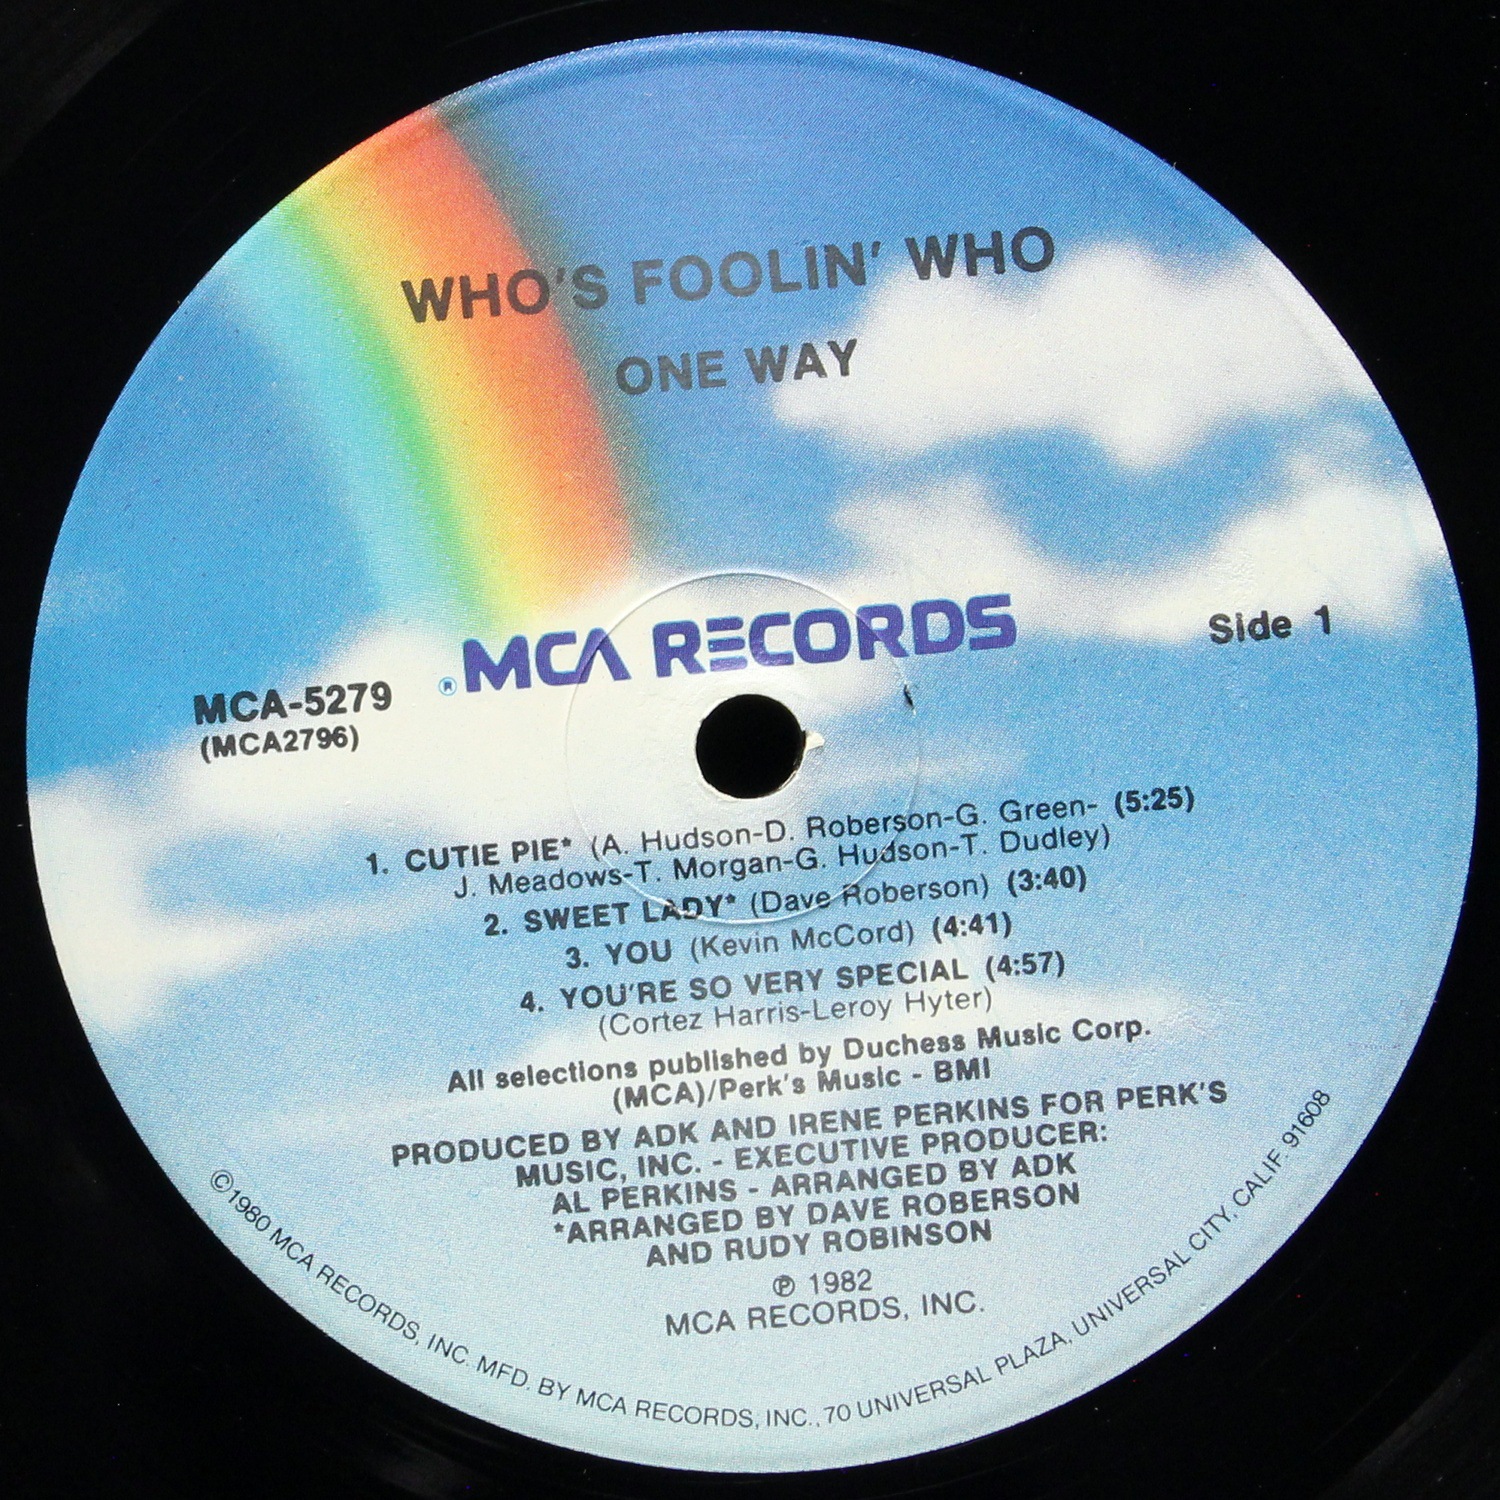 WHO'S FOOLIN' WHO
ONE WAY
® MCA RECORDS
Side 1
MCA-5279
(MCA2796)
1. CUTIE PIE* (A. Hudson-D. Roberson-G. Green- (5:25)
J. Meadows-T. Morgan-G. Hudson-T. Dudley)
2. SWEET LADY* (Dave Roberson) (3:40)
3. YOU (Kevin McCord) (4:41)
4. YOU'RE SO VERY SPECIAL (4:57)
(Cortez Harris-Leroy Hyter)
All selections published by Duchess Music Corp.
(MCA)/Perk's Music - BMI
PRODUCED BY ADK AND IRENE PERKINS FOR PERK'S
MUSIC, INC. - EXECUTIVE PRODUCER:
AL PERKINS - ARRANGED BY ADK
*ARRANGED BY DAVE ROBERSON
AND RUDY ROBINSON
℗ 1982
MCA RECORDS, INC.
©1980 MCA RECORDS, INC. MFD. BY MCA RECORDS, INC., 70 UNIVERSAL PLAZA, UNIVERSAL CITY, CALIF. 91608